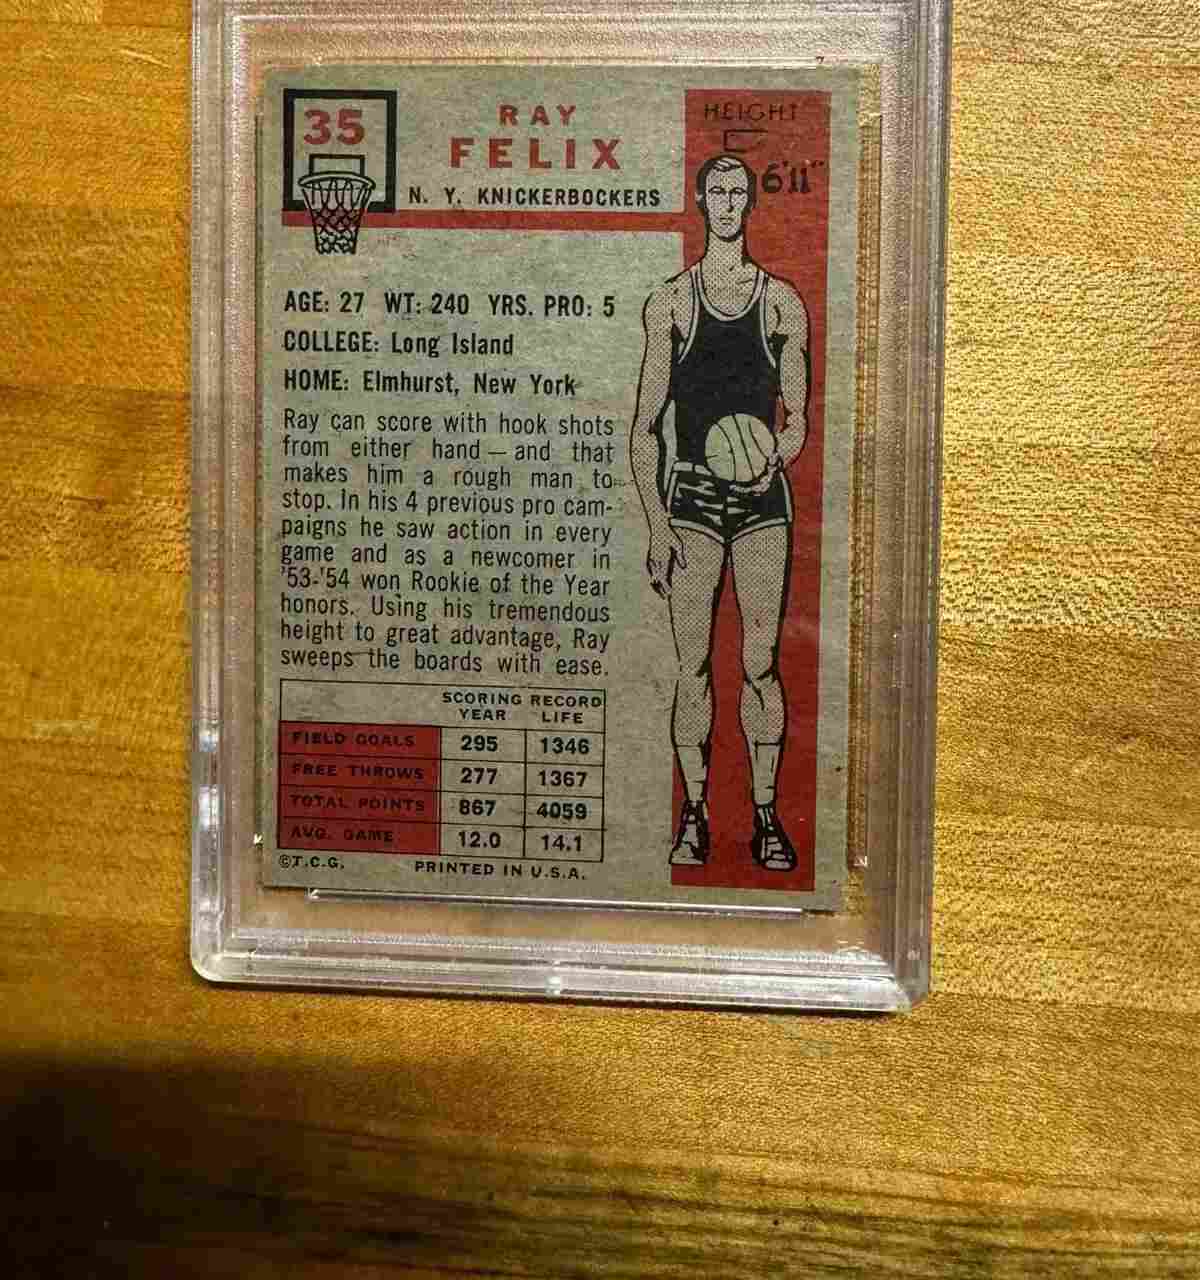 35
RAY
FELIX
N. Y. KNICKERBOCKERS
HEIGHT
6'11"
AGE: 27 WT: 240 YRS. PRO: 5
COLLEGE: Long Island
HOME: Elmhurst, New York
Ray can score with hook shots
from either hand — and that
makes him a rough man to
stop. In his 4 previous pro cam-
paigns he saw action in every
game and as a newcomer in
'53-'54 won Rookie of the Year
honors. Using his tremendous
height to great advantage, Ray
sweeps the boards with ease.
SCORING RECORD
YEAR LIFE
FIELD GOALS 295 1346
FREE THROWS 277 1367
TOTAL POINTS 867 4059
AVG. GAME 12.0 14.1
©T.C.G. PRINTED IN U.S.A.